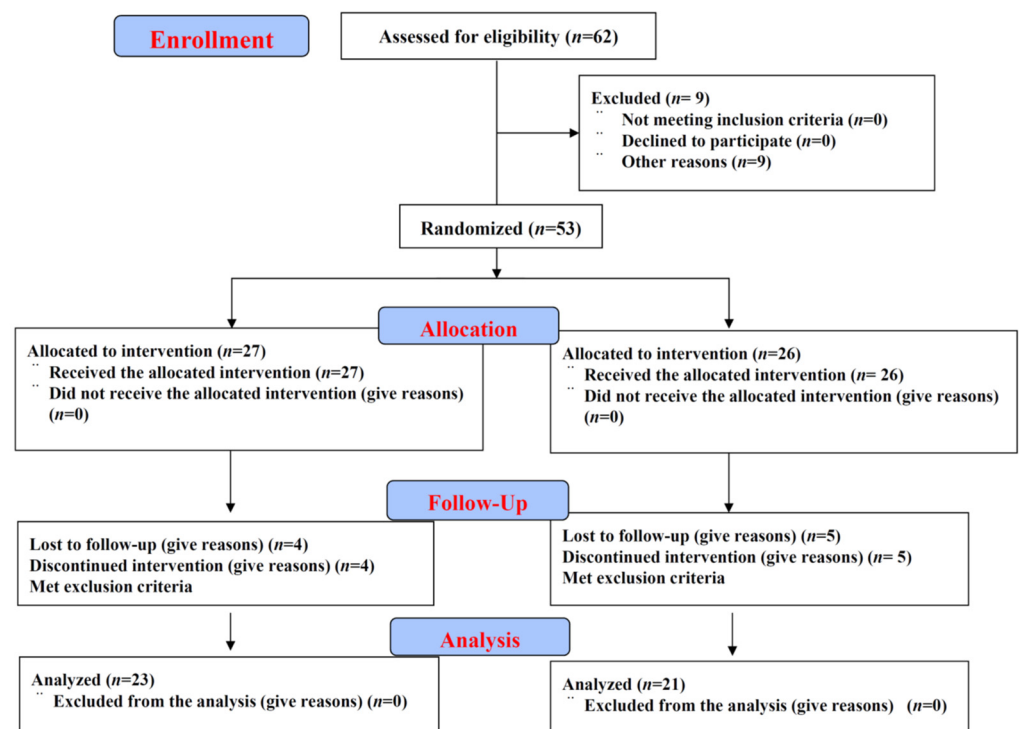 Enrollment
Assessed for eligibility (n=62)
Excluded (n= 9)
¨ Not meeting inclusion criteria (n=0)
¨ Declined to participate (n=0)
¨ Other reasons (n=9)
Randomized (n=53)
Allocation
Allocated to intervention (n=27)
¨ Received the allocated intervention (n=27)
¨ Did not receive the allocated intervention (give reasons)
(n=0)
Allocated to intervention (n=26)
¨ Received the allocated intervention (n= 26)
¨ Did not receive the allocated intervention (give reasons)
(n=0)
Follow-Up
Lost to follow-up (give reasons) (n=4)
Discontinued intervention (give reasons) (n=4)
Met exclusion criteria
Lost to follow-up (give reasons) (n=5)
Discontinued intervention (give reasons) (n= 5)
Met exclusion criteria
Analysis
Analyzed (n=23)
¨ Excluded from the analysis (give reasons) (n=0)
Analyzed (n=21)
¨ Excluded from the analysis (give reasons) (n=0)